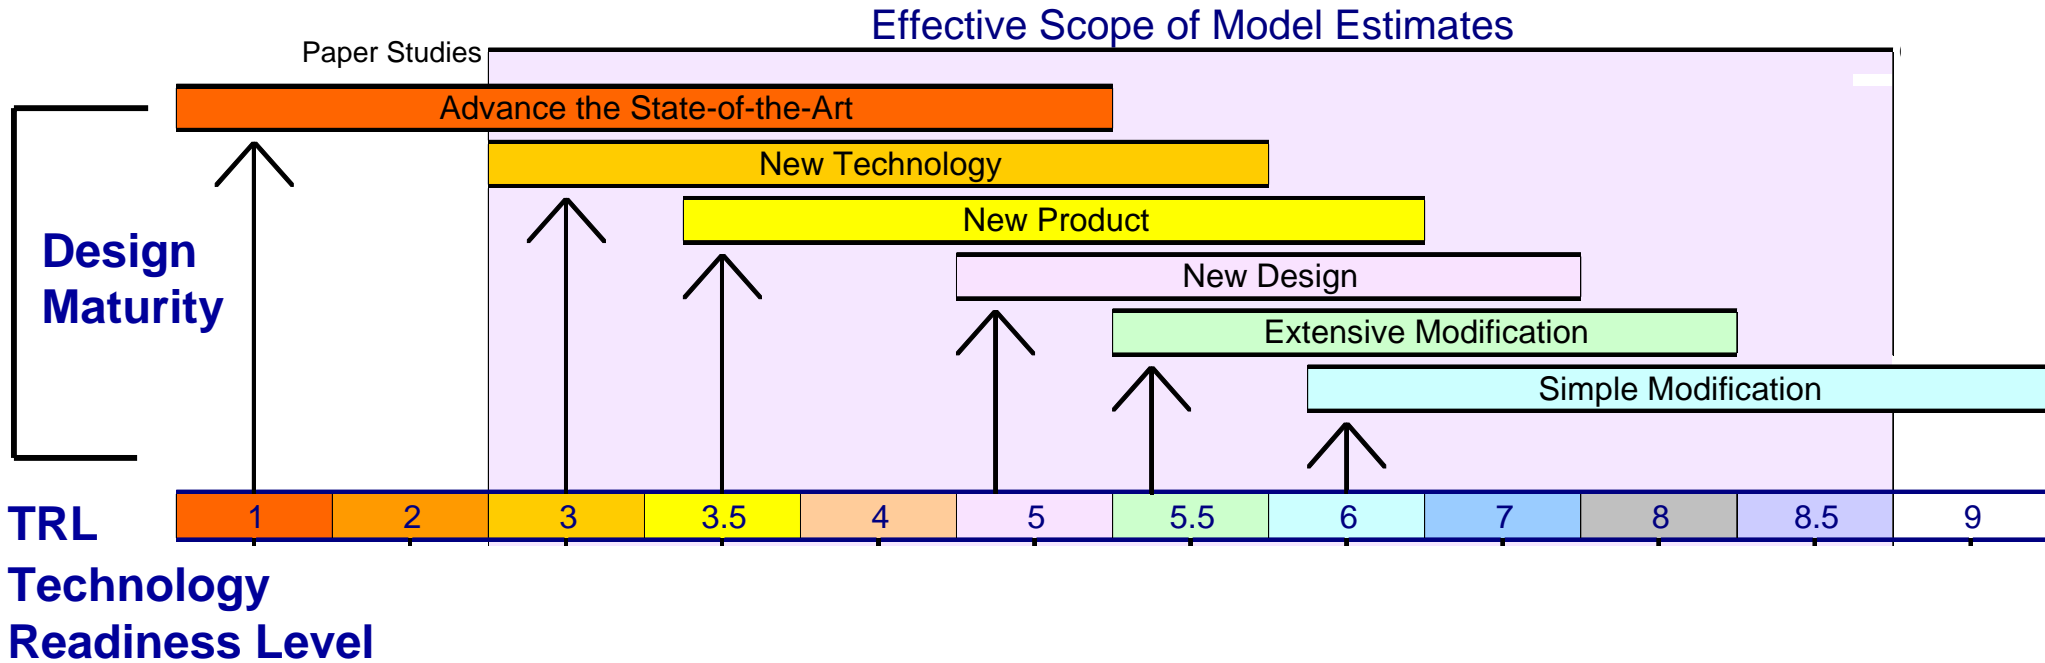 Effective Scope of Model Estimates
Paper Studies
Advance the State-of-the-Art
New Technology
New Product
New Design
Extensive Modification
Simple Modification
Design
Maturity
TRL
1 2 3 3.5 4 5 5.5 6 7 8 8.5 9
Technology
Readiness Level